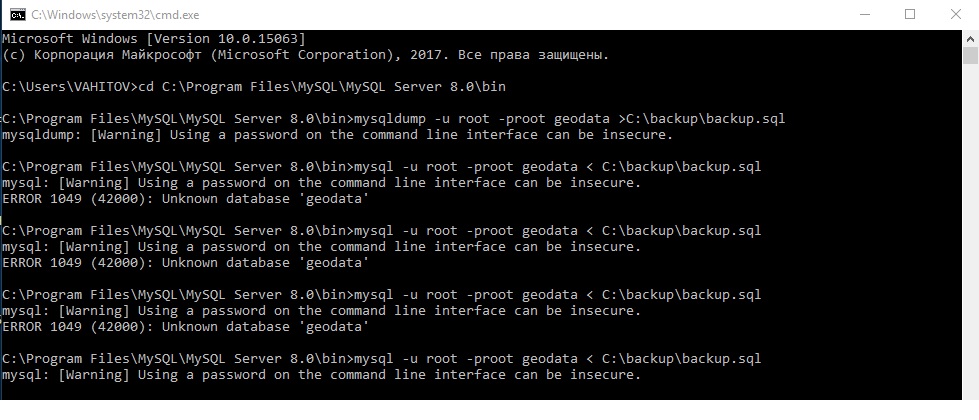 C:\Windows\system32\cmd.exe
Microsoft Windows [Version 10.0.15063]
(c) Корпорация Майкрософт (Microsoft Corporation), 2017. Все права защищены.
C:\Users\VAHITOV>cd C:\Program Files\MySQL\MySQL Server 8.0\bin
C:\Program Files\MySQL\MySQL Server 8.0\bin>mysqldump -u root -proot geodata >C:\backup\backup.sql
mysqldump: [Warning] Using a password on the command line interface can be insecure.
C:\Program Files\MySQL\MySQL Server 8.0\bin>mysql -u root -proot geodata < C:\backup\backup.sql
mysql: [Warning] Using a password on the command line interface can be insecure.
ERROR 1049 (42000): Unknown database 'geodata'
C:\Program Files\MySQL\MySQL Server 8.0\bin>mysql -u root -proot geodata < C:\backup\backup.sql
mysql: [Warning] Using a password on the command line interface can be insecure.
ERROR 1049 (42000): Unknown database 'geodata'
C:\Program Files\MySQL\MySQL Server 8.0\bin>mysql -u root -proot geodata < C:\backup\backup.sql
mysql: [Warning] Using a password on the command line interface can be insecure.
ERROR 1049 (42000): Unknown database 'geodata'
C:\Program Files\MySQL\MySQL Server 8.0\bin>mysql -u root -proot geodata < C:\backup\backup.sql
mysql: [Warning] Using a password on the command line interface can be insecure.